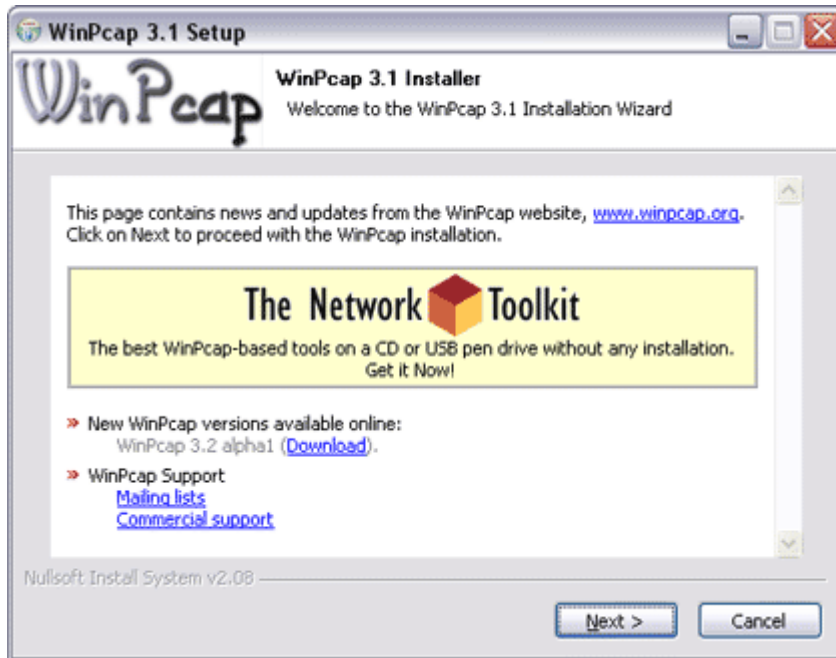 WinPcap 3.1 Setup
WinPcap
WinPcap 3.1 Installer
Welcome to the WinPcap 3.1 Installation Wizard
This page contains news and updates from the WinPcap website, www.winpcap.org.
Click on Next to proceed with the WinPcap installation.
The Network Toolkit
The best WinPcap-based tools on a CD or USB pen drive without any installation.
Get it Now!
» New WinPcap versions available online:
WinPcap 3.2 alpha1 (Download).
» WinPcap Support
Mailing lists
Commercial support
Nullsoft Install System v2.08
Next >
Cancel